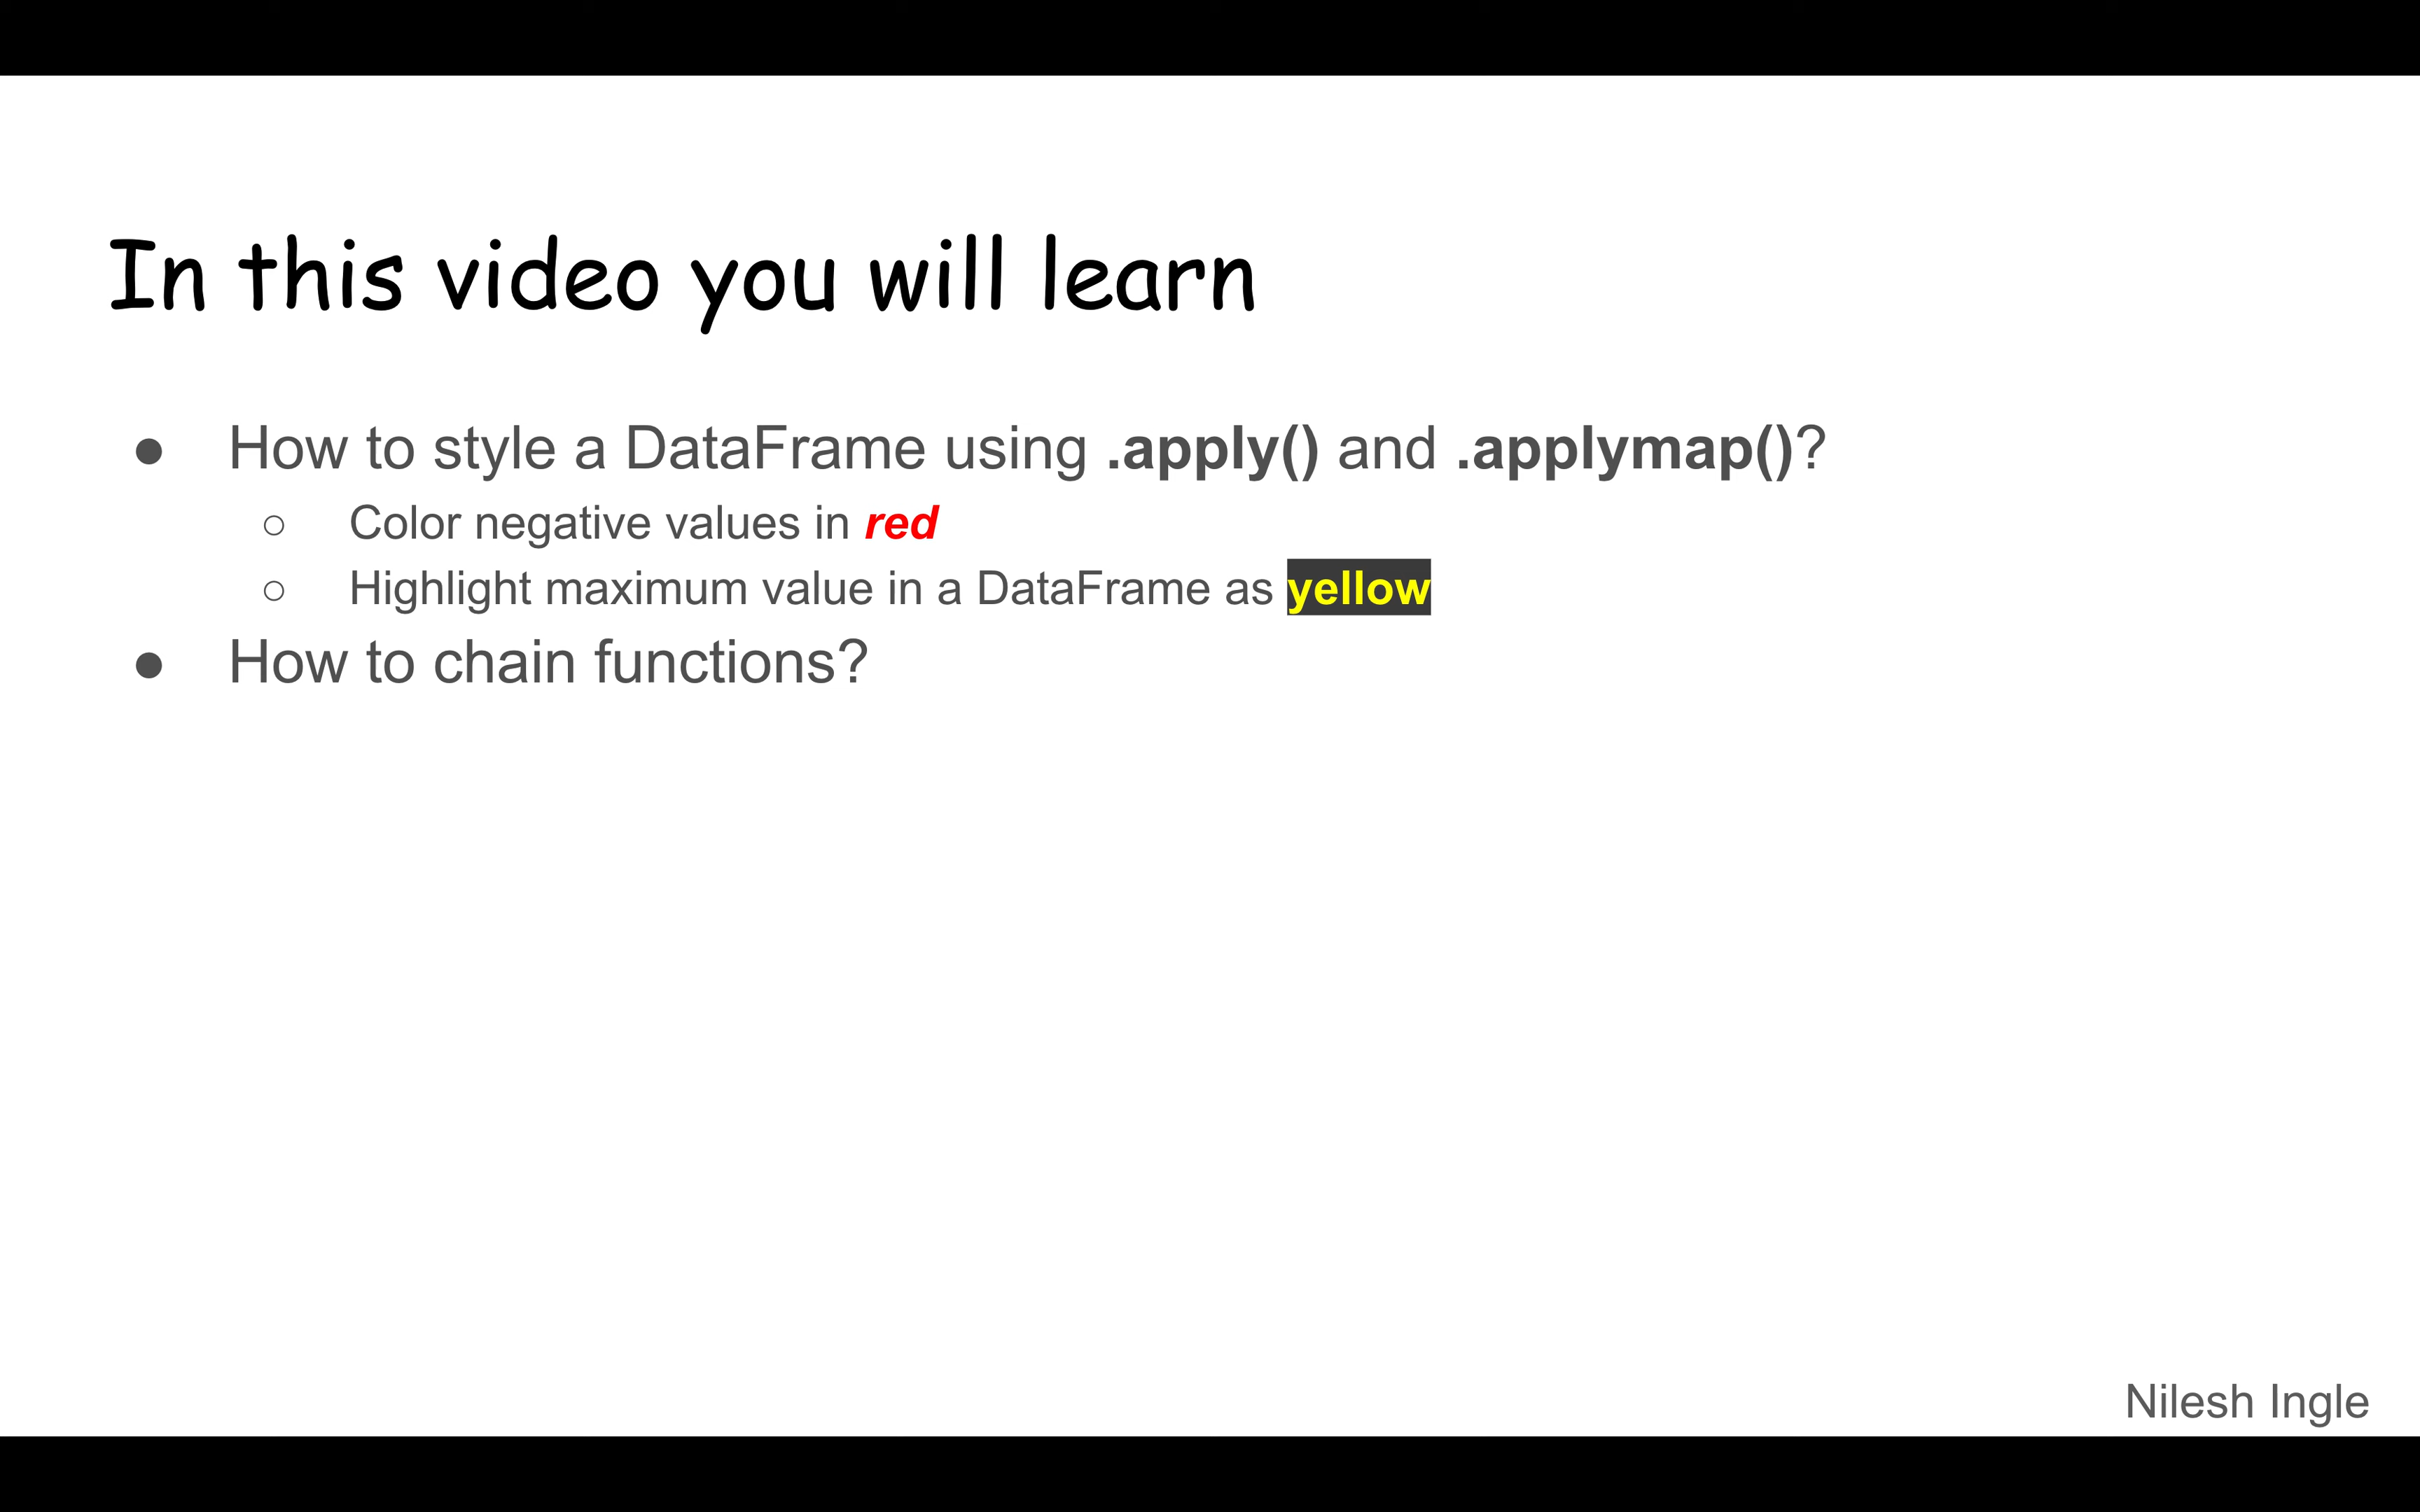 In this video you will learn
● How to style a DataFrame using .apply() and .applymap()?
○ Color negative values in red
○ Highlight maximum value in a DataFrame as yellow
● How to chain functions?
Nilesh Ingle